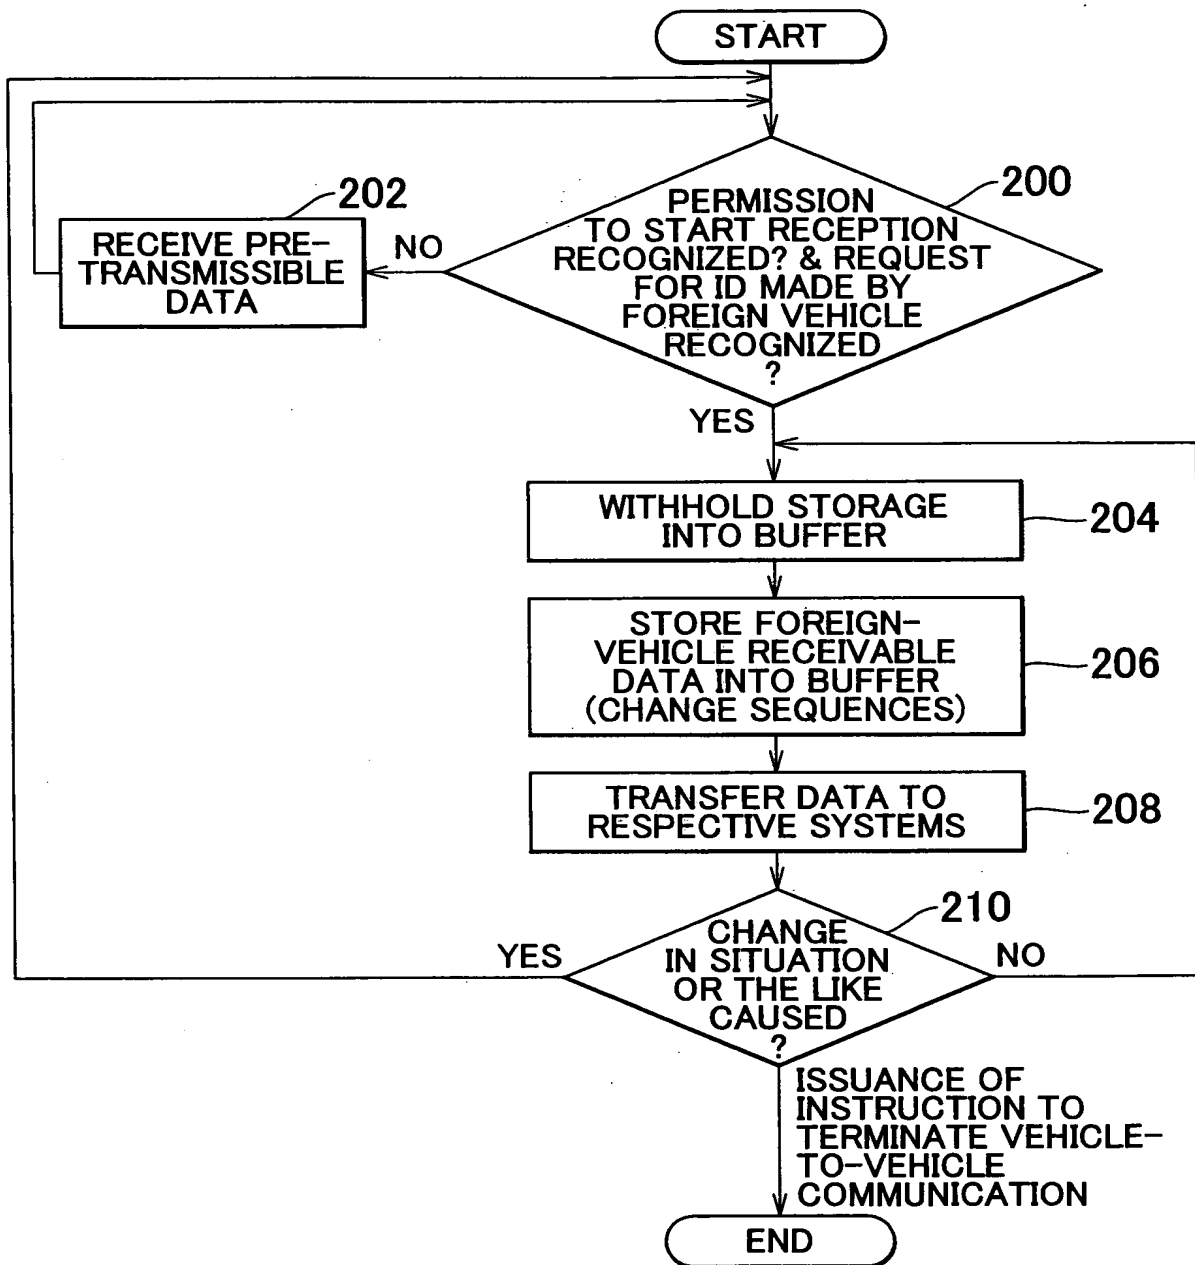 START
200
PERMISSION
TO START RECEPTION
RECOGNIZED? & REQUEST
FOR ID MADE BY
FOREIGN VEHICLE
RECOGNIZED
?
202
RECEIVE PRE-
TRANSMISSIBLE
DATA
NO
YES
WITHHOLD STORAGE
INTO BUFFER
204
STORE FOREIGN-
VEHICLE RECEIVABLE
DATA INTO BUFFER
(CHANGE SEQUENCES)
206
TRANSFER DATA TO
RESPECTIVE SYSTEMS
208
210
CHANGE
IN SITUATION
OR THE LIKE
CAUSED
?
YES
NO
ISSUANCE OF
INSTRUCTION TO
TERMINATE VEHICLE-
TO-VEHICLE
COMMUNICATION
END